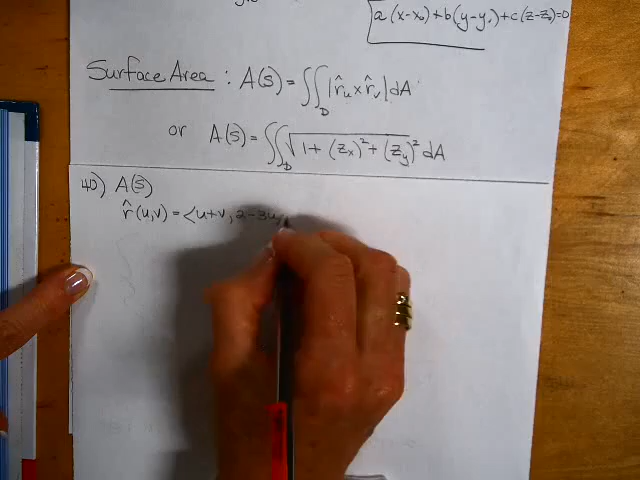 a(x-x₀)+b(y-y₀)+c(z-z₀)=0
Surface Area : A(S) = ∬_D |r̂_u × r̂_v| dA
or A(S) = ∬_D √(1 + (z_x)² + (z_y)²) dA
40) A(S)
r̂(u,v) = <u+v, 2-3u,